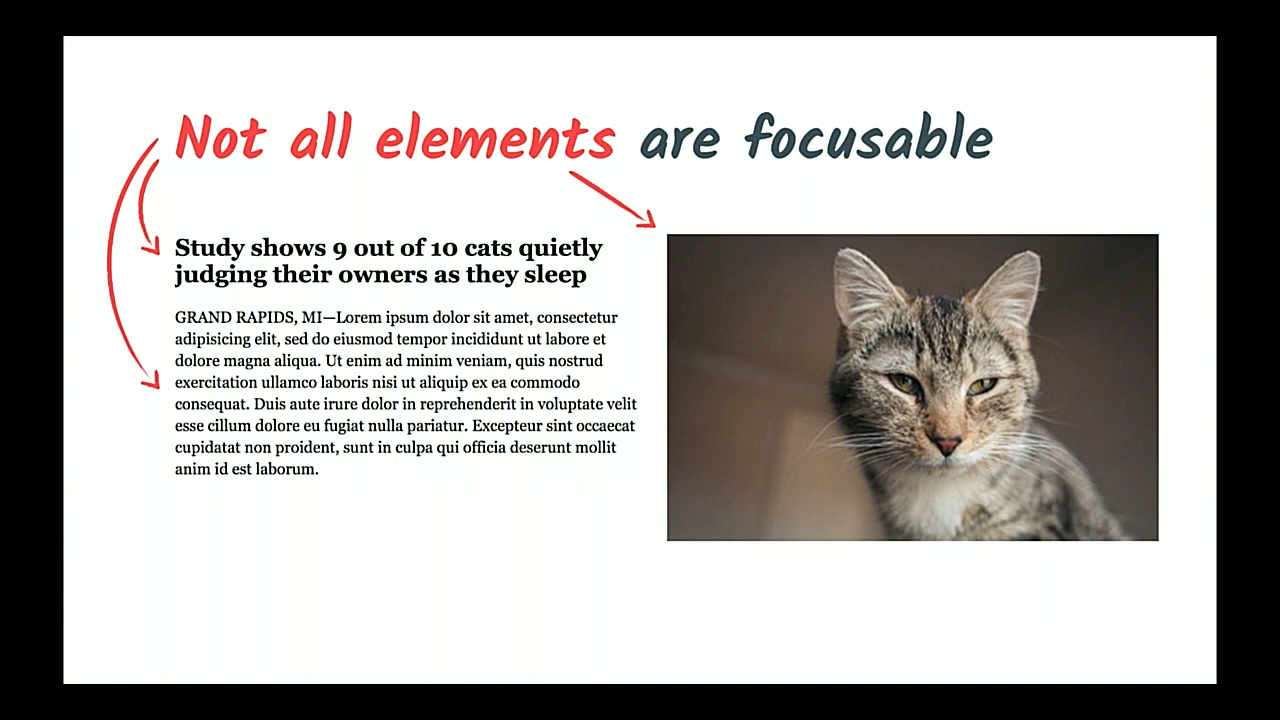 Not all elements are focusable
Study shows 9 out of 10 cats quietly
judging their owners as they sleep
GRAND RAPIDS, MI—Lorem ipsum dolor sit amet, consectetur
adipisicing elit, sed do eiusmod tempor incididunt ut labore et
dolore magna aliqua. Ut enim ad minim veniam, quis nostrud
exercitation ullamco laboris nisi ut aliquip ex ea commodo
consequat. Duis aute irure dolor in reprehenderit in voluptate velit
esse cillum dolore eu fugiat nulla pariatur. Excepteur sint occaecat
cupidatat non proident, sunt in culpa qui officia deserunt mollit
anim id est laborum.